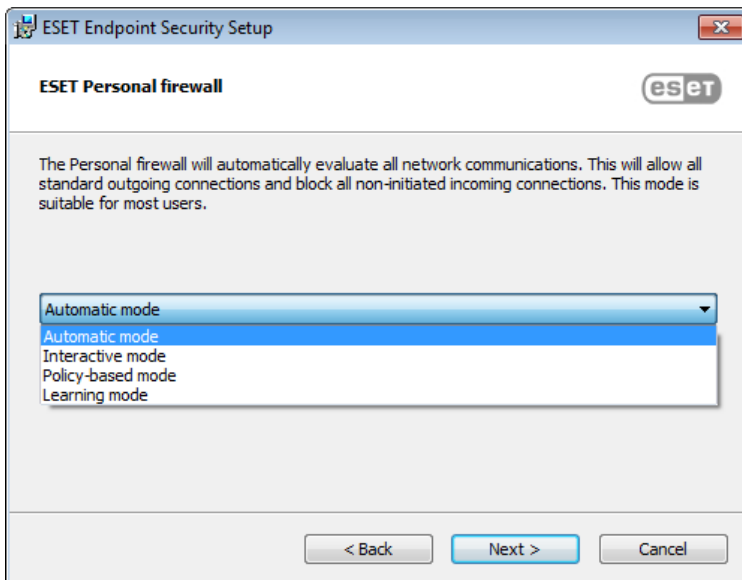 ESET Endpoint Security Setup
ESET Personal firewall
eseT
The Personal firewall will automatically evaluate all network communications. This will allow all
standard outgoing connections and block all non-initiated incoming connections. This mode is
suitable for most users.
Automatic mode
Automatic mode
Interactive mode
Policy-based mode
Learning mode
< Back
Next >
Cancel